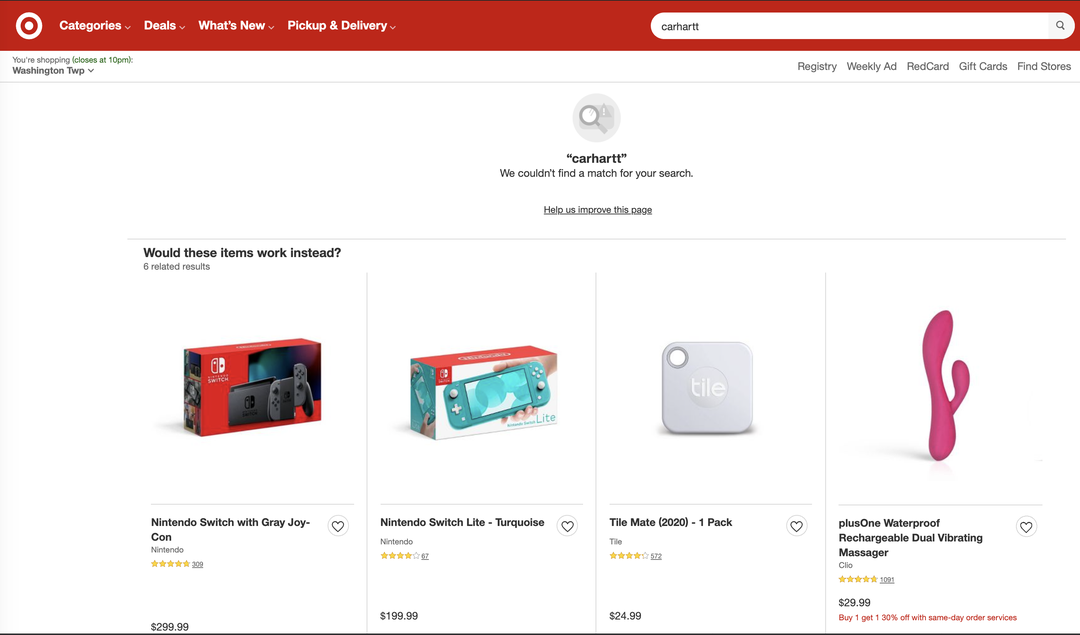 Categories Deals What's New Pickup & Delivery carhartt
You're shopping (closes at 10pm):
Washington Twp
Registry Weekly Ad RedCard Gift Cards Find Stores
“carhartt”
We couldn't find a match for your search.
Help us improve this page
Would these items work instead?
6 related results
NINTENDO
SWITCH
Nintendo Switch with Gray Joy-
Con
Nintendo
309
$299.99
Nintendo Switch Lite
Nintendo Switch Lite - Turquoise
Nintendo
67
$199.99
tile
Tile Mate (2020) - 1 Pack
Tile
572
$24.99
plusOne Waterproof
Rechargeable Dual Vibrating
Massager
Clio
1091
$29.99
Buy 1 get 1 30% off with same-day order services